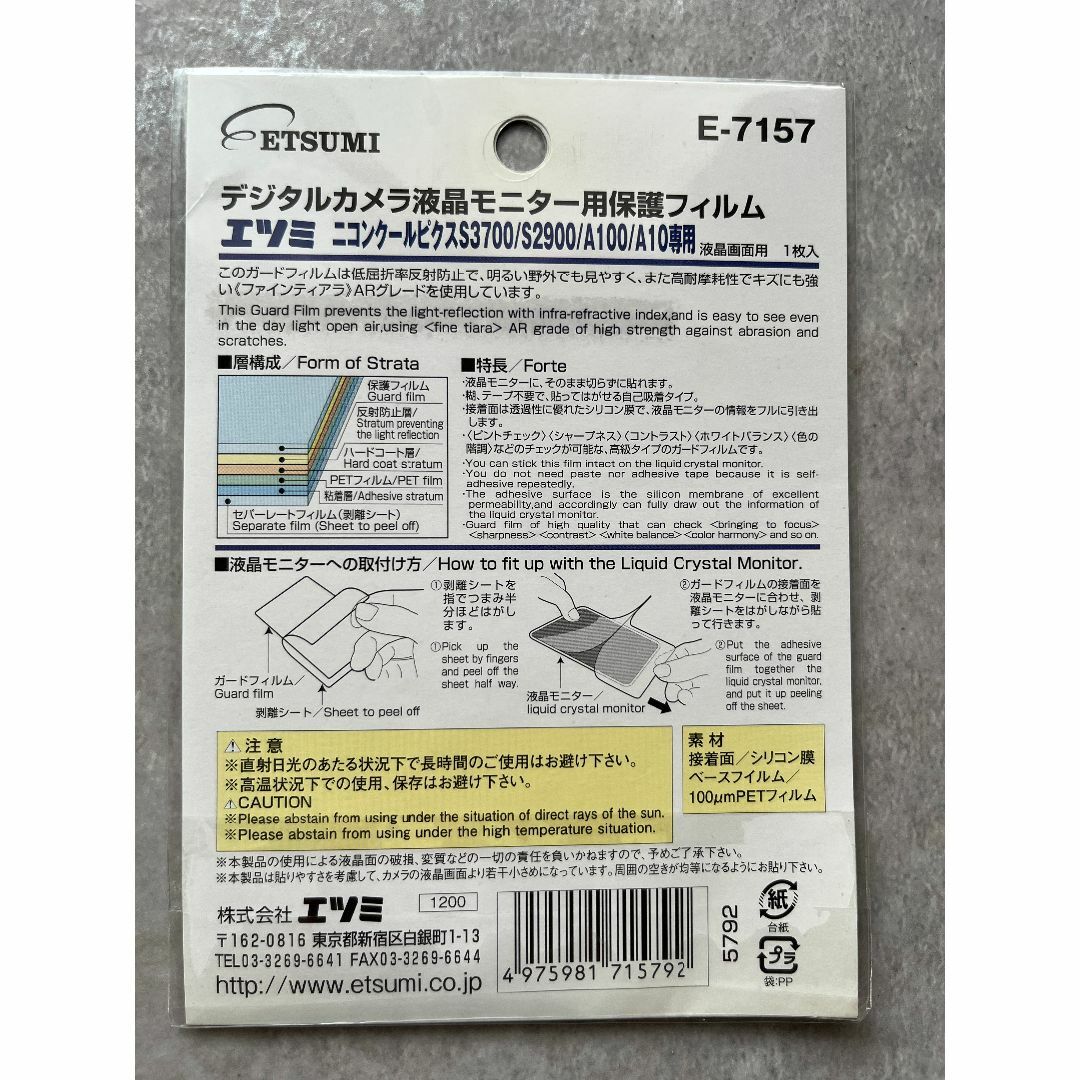 ETSUMI
E-7157
デジタルカメラ液晶モニター用保護フィルム
エツミ ニコンクールピクスS3700/S2900/A100/A10専用 液晶画面用 1枚入
このガードフィルムは低屈折率反射防止で、明るい野外でも見やすく、また高耐摩耗性でキズにも強
い《ファインティアラ》ARグレードを使用しています。
This Guard Film prevents the light-reflection with infra-refractive index,and is easy to see even
in the day light open air,using <fine tiara> AR grade of high strength against abrasion and
scratches.
■層構成／Form of Strata
保護フィルム
Guard film
反射防止層/
Stratum preventing
the light reflection
ハードコート層/
Hard coat stratum
PETフィルム/PET film
粘着層/Adhesive stratum
セパレートフィルム(剥離シート)
Separate film (Sheet to peel off)
■特長／Forte
・液晶モニターに、そのまま切らずに貼れます。
・糊、テープ不要で、貼ってはがせる自己吸着タイプ。
・接着面は透過性に優れたシリコン膜で、液晶モニターの情報をフルに引き出
します。
・〈ピントチェック〉〈シャープネス〉〈コントラスト〉〈ホワイトバランス〉〈色の
階調〉などのチェックが可能な、高級タイプのガードフィルムです。
・You can stick this film intact on the liquid crystal monitor.
・You do not need paste nor adhesive tape because it is self-
adhesive repeatedly.
・The adhesive surface is the silicon membrane of excellent
permeability,and accordingly can fully draw out the information of
the liquid crystal monitor.
・Guard film of high quality that can check <bringing to focus>
<sharpness> <contrast> <white balance> <color harmony> and so on.
■液晶モニターへの取付け方／How to fit up with the Liquid Crystal Monitor.
①剥離シートを
指でつまみ半
分ほどはがし
ます。
①Pick up the
sheet by fingers
and peel off the
sheet half way.
ガードフィルム／
Guard film
剥離シート／Sheet to peel off
②ガードフィルムの接着面を
液晶モニターに合わせ、剥
離シートをはがしながら貼
って行きます。
②Put the adhesive
surface of the guard
film together the
liquid crystal monitor,
and put it up peeling
off the sheet.
液晶モニター／
liquid crystal monitor
⚠注意
※直射日光のあたる状況下で長時間のご使用はお避け下さい。
※高温状況下での使用、保存はお避け下さい。
⚠CAUTION
※Please abstain from using under the situation of direct rays of the sun.
※Please abstain from using under the high temperature situation.
素材
接着面／シリコン膜
ベースフイルム／
100μmPETフィルム
※本製品の使用による液晶面の破損、変質などの一切の責任を負いかねますので、予めご了承下さい。
※本製品は貼りやすさを考慮して、カメラの液晶画面より若干小さめになっています。周囲の空きが均等になるようにお貼り下さい。
株式会社 エツミ 1200
〒162-0816 東京都新宿区白銀町1-13
TEL03-3269-6641 FAX03-3269-6644
http://www.etsumi.co.jp
4 975981 715792
5792
紙
台紙
プラ
袋:PP